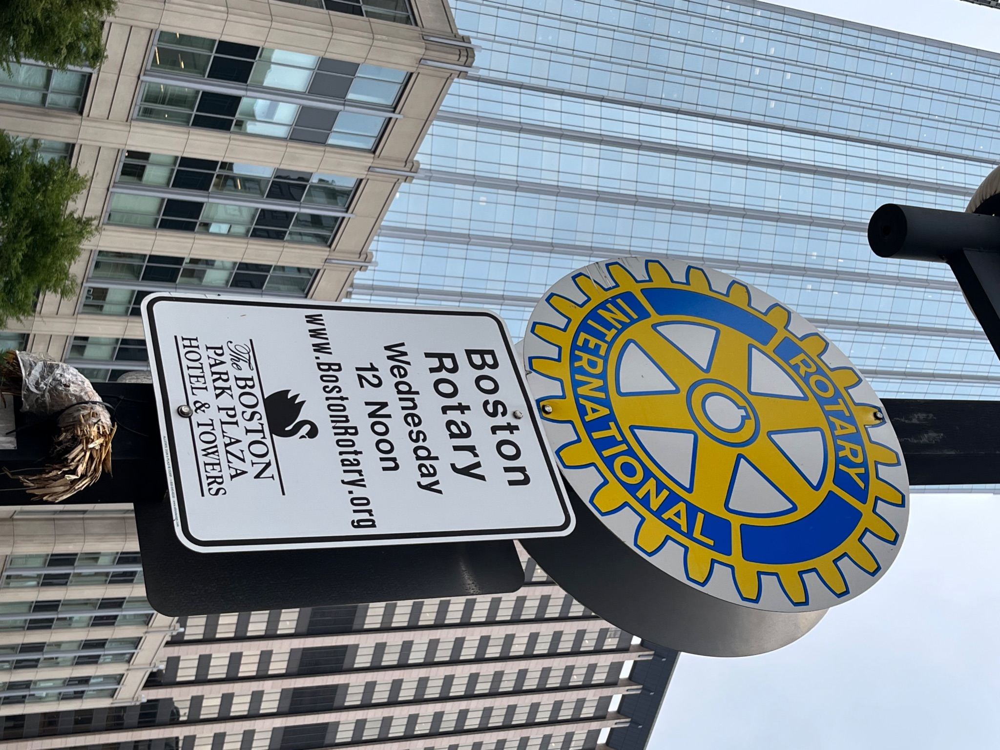 ROTARY
INTERNATIONAL
Boston
Rotary
Wednesday
12 Noon
www.BostonRotary.org
The BOSTON
PARK PLAZA
HOTEL & TOWERS